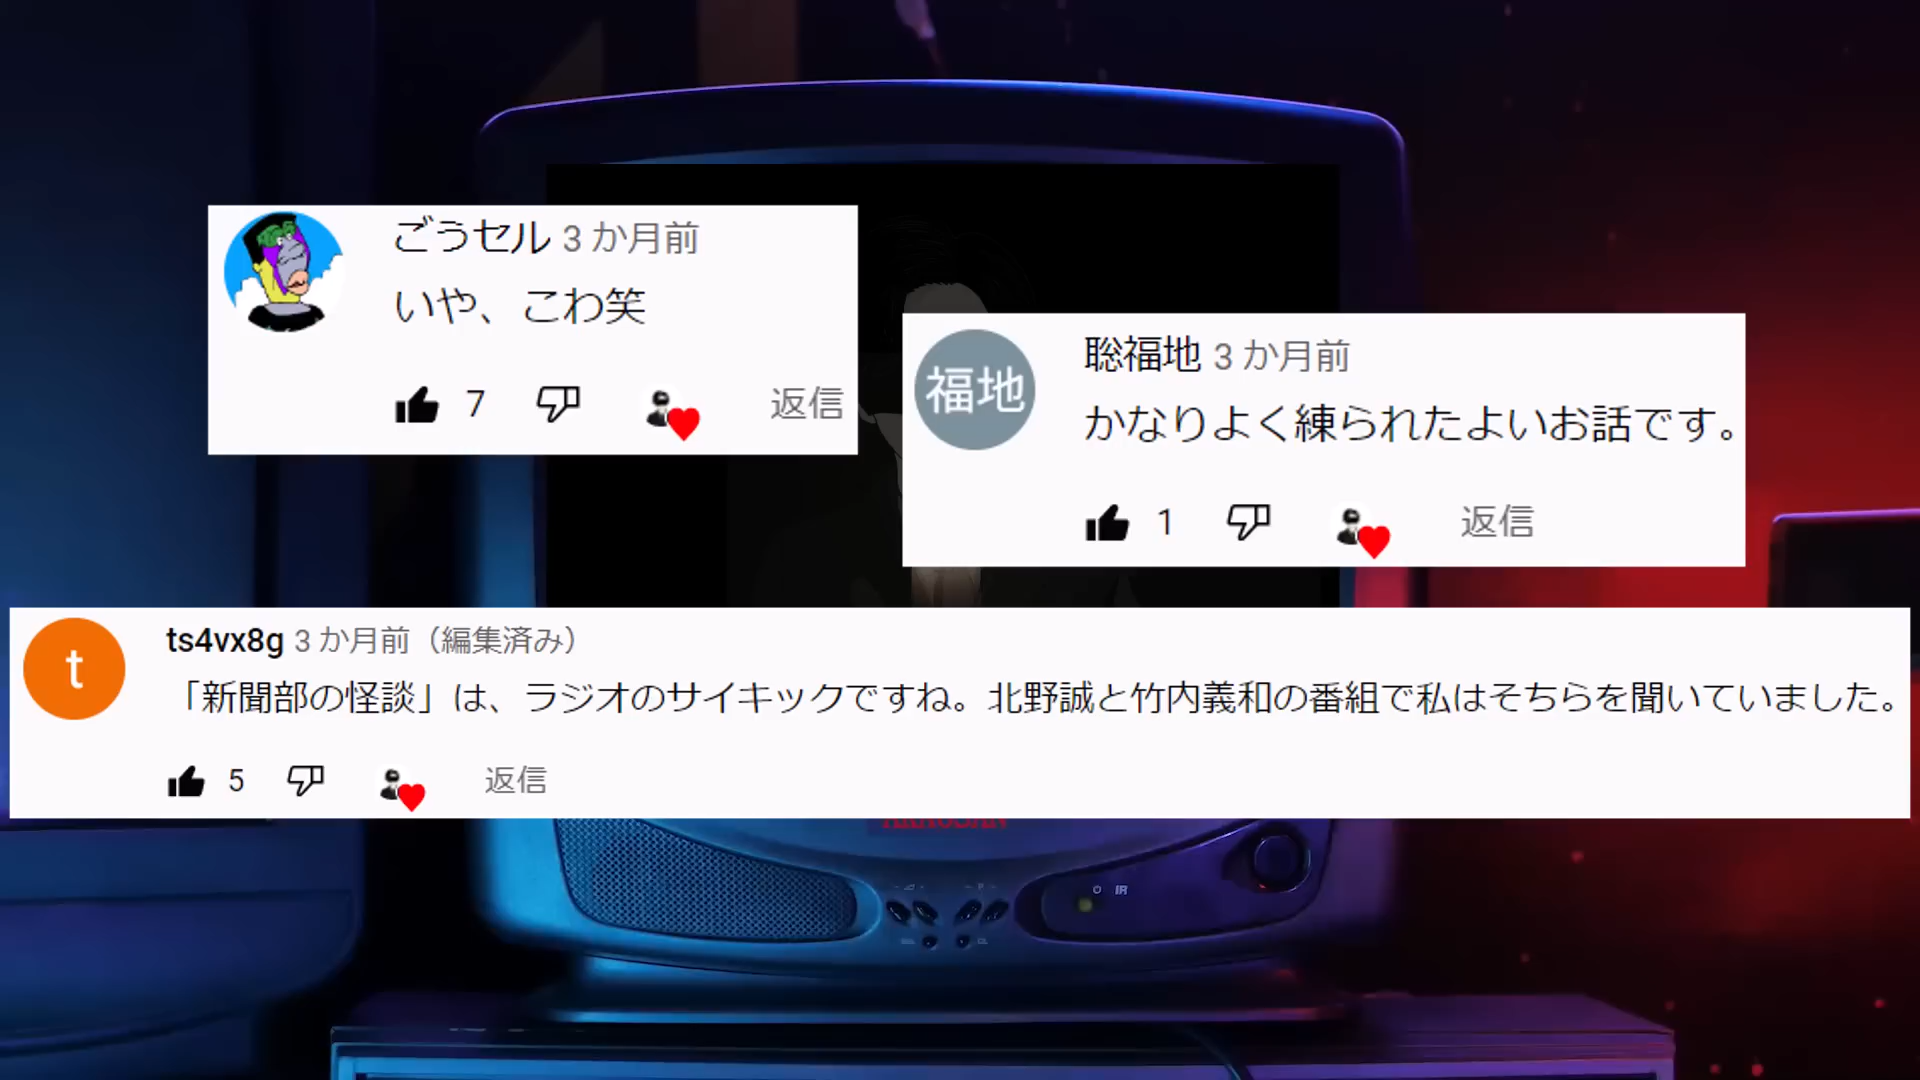 ごうセル 3 か月前
いや、こわ笑
7 返信
福地
聡福地 3 か月前
かなりよく練られたよいお話です。
1 返信
t
ts4vx8g 3 か月前（編集済み）
「新聞部の怪談」は、ラジオのサイキックですね。北野誠と竹内義和の番組で私はそちらを聞いていました。
5 返信
IR